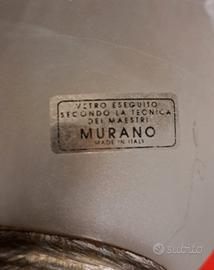 VETRO ESEGUITO
SECONDO LA TECNICA
DEI MAESTRI
MURANO
MADE IN ITALY
subito